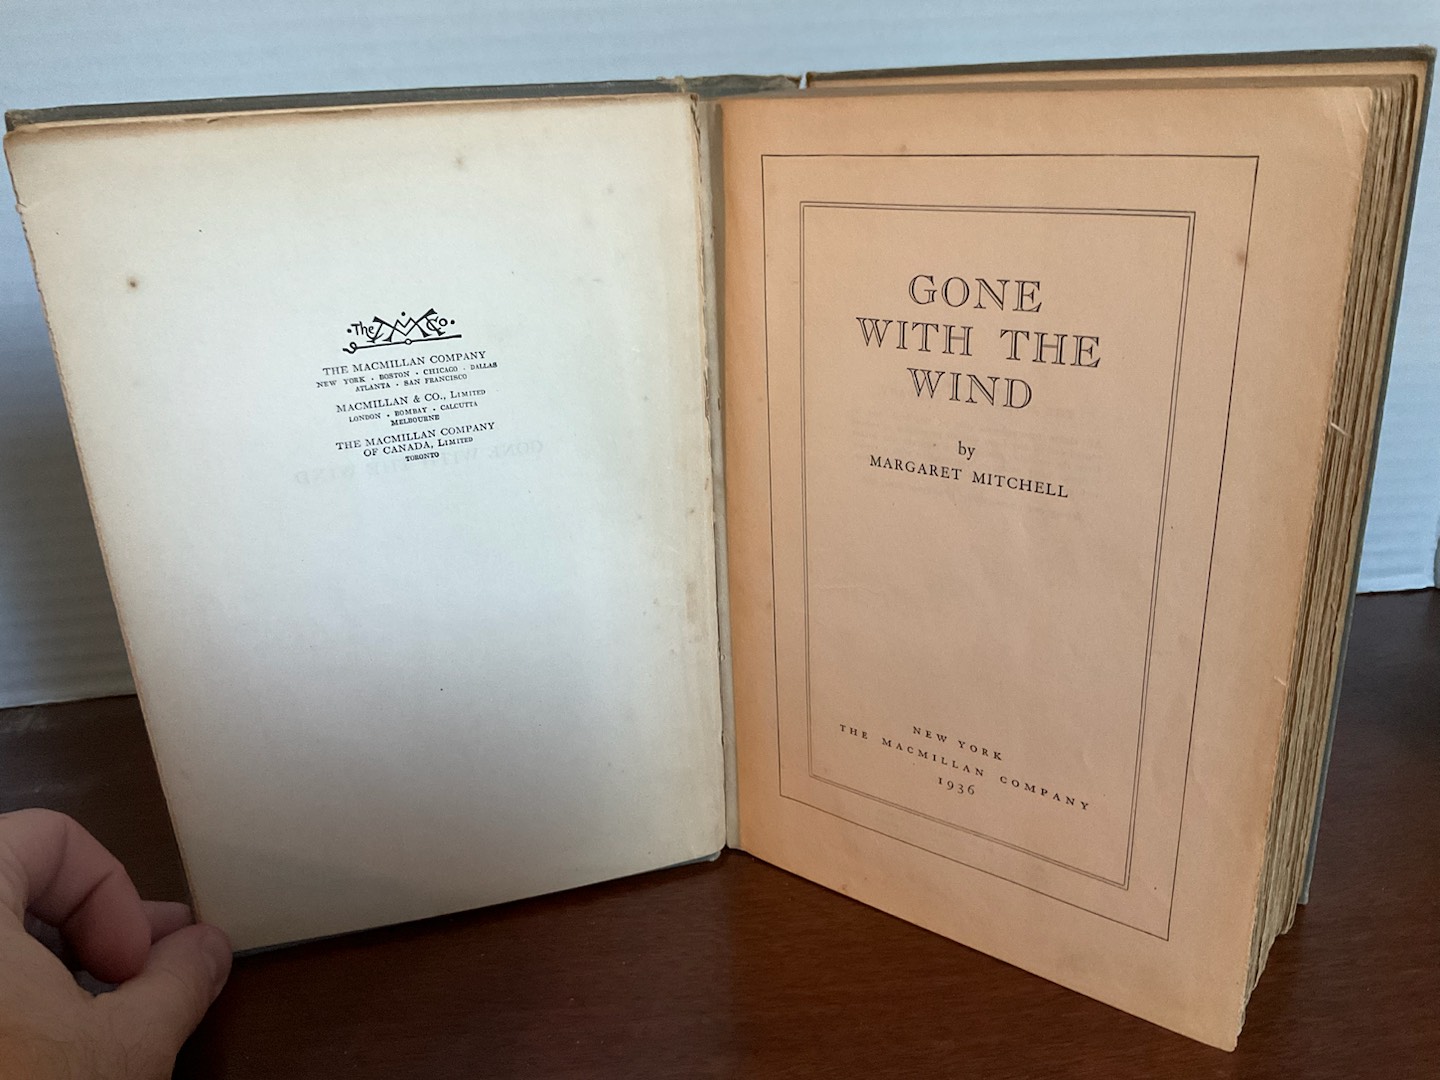 The MM Co.
THE MACMILLAN COMPANY
NEW YORK · BOSTON · CHICAGO · DALLAS
ATLANTA · SAN FRANCISCO
MACMILLAN & CO., LIMITED
LONDON · BOMBAY · CALCUTTA
MELBOURNE
THE MACMILLAN COMPANY
OF CANADA, LIMITED
TORONTO
GONE
WITH THE
WIND
by
MARGARET MITCHELL
NEW YORK
THE MACMILLAN COMPANY
1936